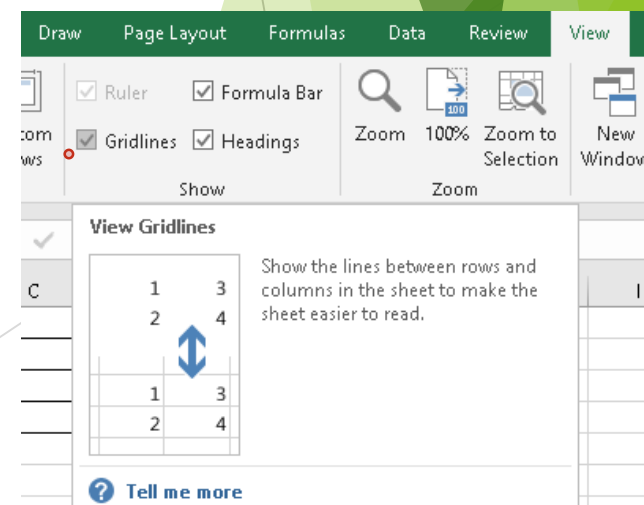 Draw Page Layout Formulas Data Review View
Ruler Formula Bar
Gridlines Headings
Show
Zoom 100% Zoom to Selection
100
New Window
Zoom
View Gridlines
Show the lines between rows and
columns in the sheet to make the
sheet easier to read.
1 3
2 4
1 3
2 4
Tell me more
C
I